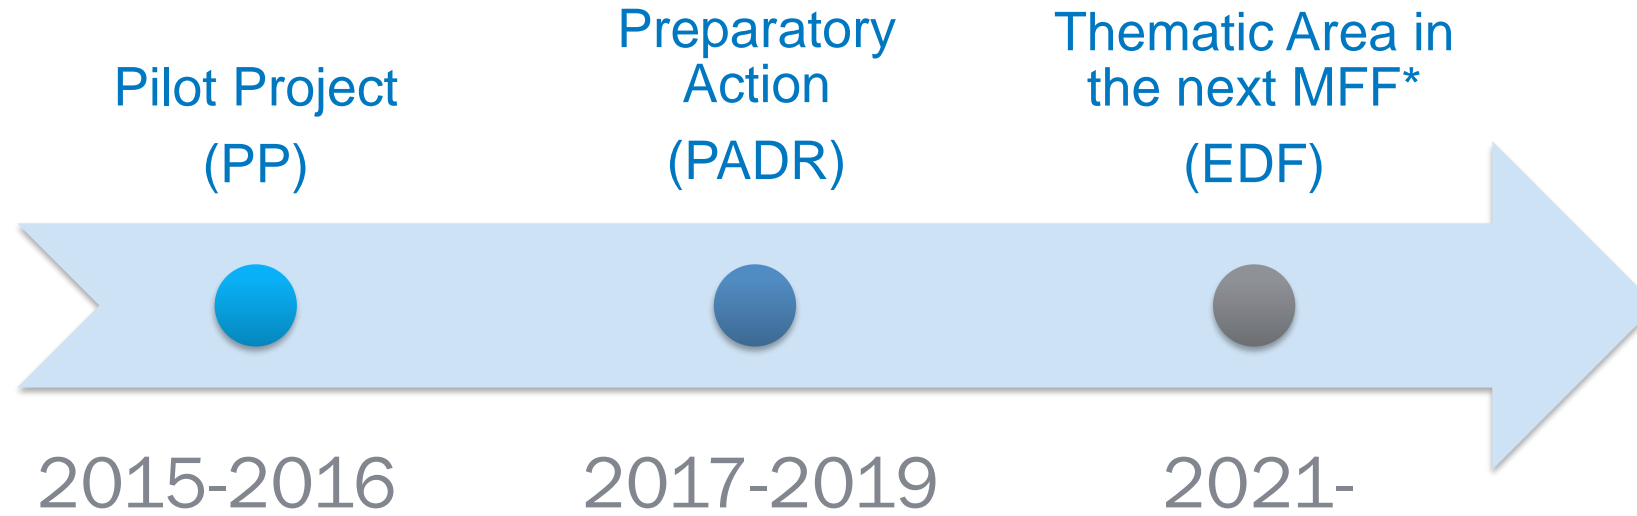 Pilot Project
(PP)
Preparatory
Action
(PADR)
Thematic Area in
the next MFF*
(EDF)
2015-2016
2017-2019
2021-